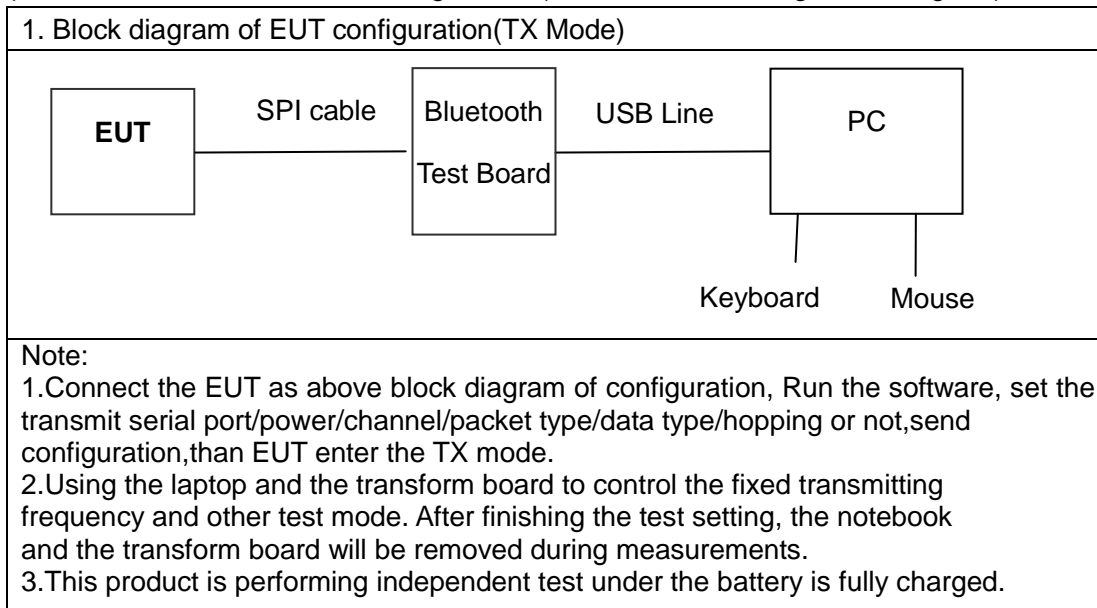 1. Block diagram of EUT configuration(TX Mode)
EUT
SPI cable
Bluetooth
Test Board
USB Line
PC
Keyboard
Mouse
Note:
1.Connect the EUT as above block diagram of configuration, Run the software, set the
transmit serial port/power/channel/packet type/data type/hopping or not,send
configuration,than EUT enter the TX mode.
2.Using the laptop and the transform board to control the fixed transmitting
frequency and other test mode. After finishing the test setting, the notebook
and the transform board will be removed during measurements.
3.This product is performing independent test under the battery is fully charged.